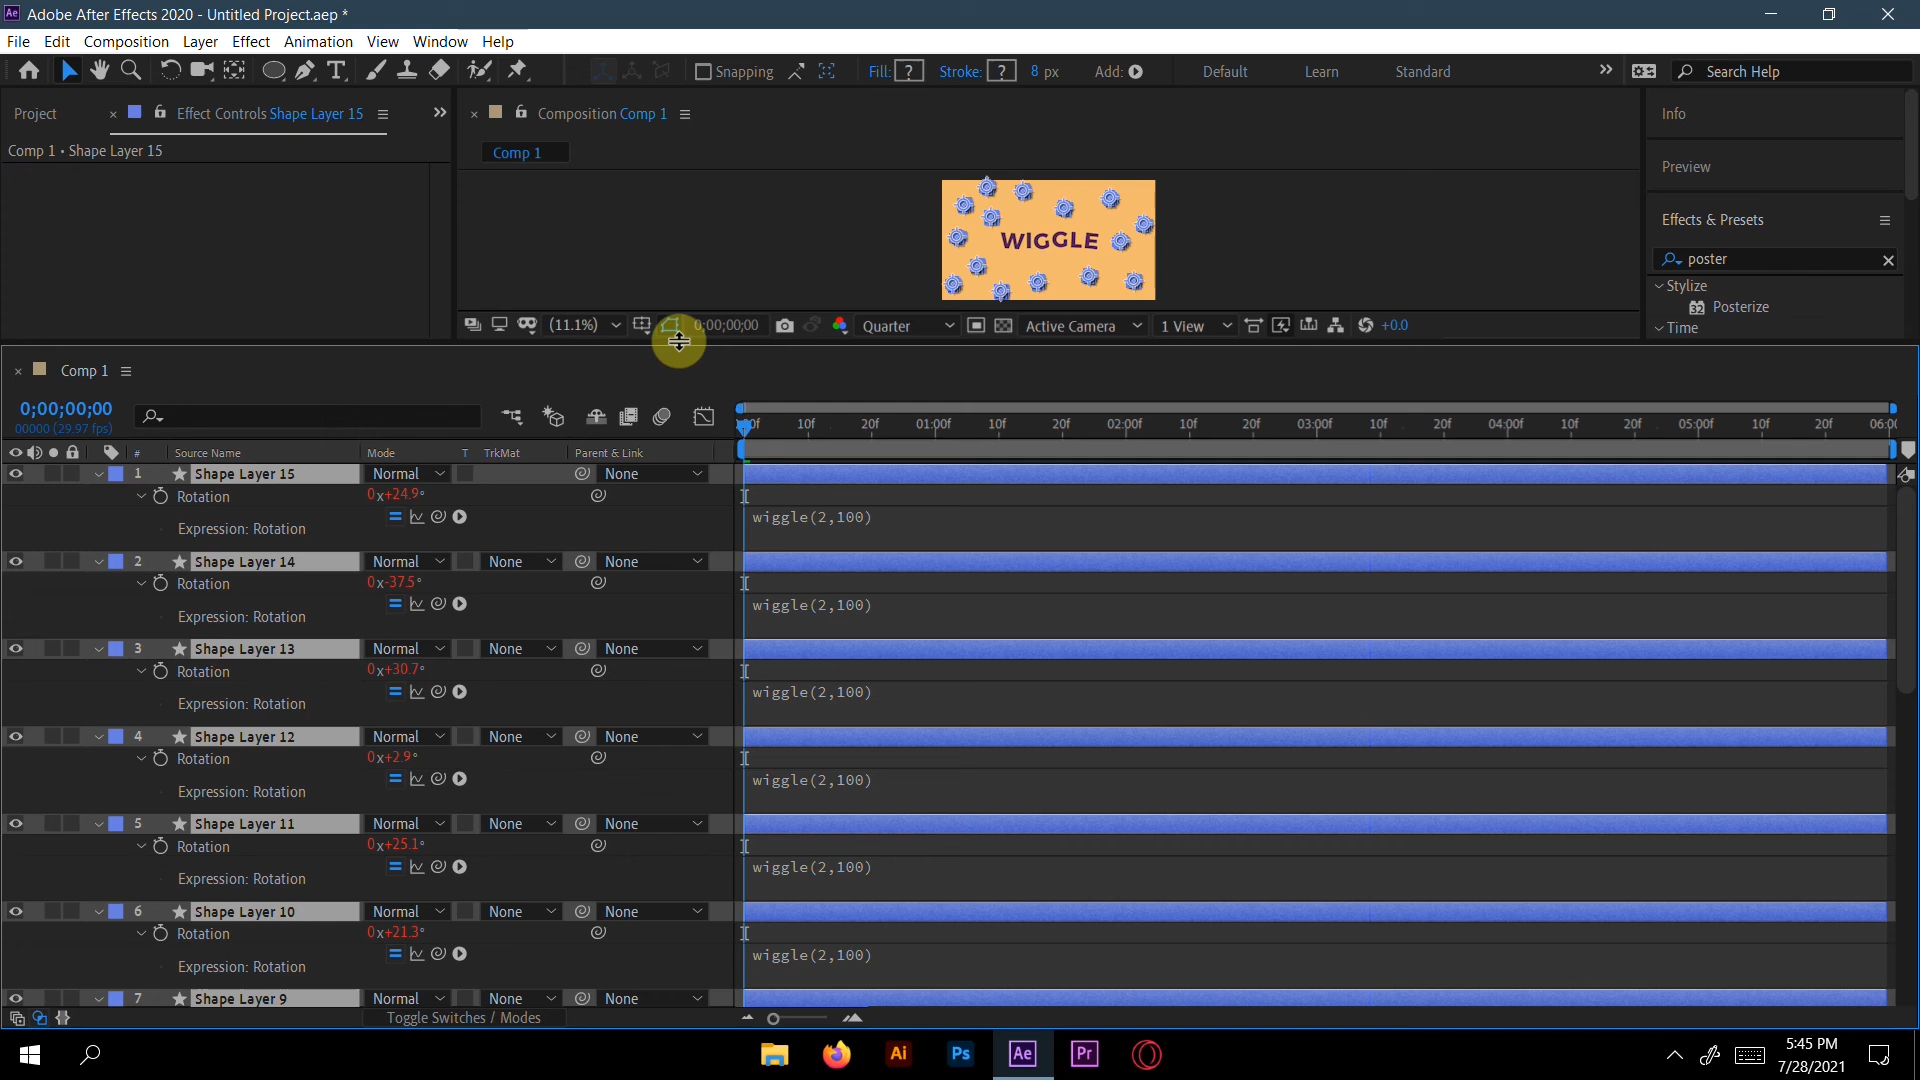 Ae Adobe After Effects 2020 - Untitled Project.aep *
File Edit Composition Layer Effect Animation View Window Help
Snapping Fill: ? Stroke: ? 8 px Add: Default Learn Standard Search Help
Project Effect Controls Shape Layer 15 Composition Comp 1 Info
Comp 1 • Shape Layer 15
Comp 1
Preview
Effects & Presets
poster
Stylize
32 Posterize
Time
WIGGLE
(11.1%) 0;00;00;00 Quarter Active Camera 1 View +0.0
Comp 1
0;00;00;00
00000 (29.97 fps)
10f 20f 01:00f 10f 20f 02:00f 10f 20f 03:00f 10f 20f 04:00f 10f 20f 05:00f 10f 20f
# Source Name Mode T TrkMat Parent & Link
1 Shape Layer 15 Normal None
Rotation 0x+24.9°
Expression: Rotation wiggle(2,100)
2 Shape Layer 14 Normal None None
Rotation 0x-37.5°
Expression: Rotation wiggle(2,100)
3 Shape Layer 13 Normal None None
Rotation 0x+30.7°
Expression: Rotation wiggle(2,100)
4 Shape Layer 12 Normal None None
Rotation 0x+2.9°
Expression: Rotation wiggle(2,100)
5 Shape Layer 11 Normal None None
Rotation 0x+25.1°
Expression: Rotation wiggle(2,100)
6 Shape Layer 10 Normal None None
Rotation 0x+21.3°
Expression: Rotation wiggle(2,100)
7 Shape Layer 9 Normal None None
Toggle Switches / Modes
Ai Ps Ae Pr
5:45 PM
7/28/2021